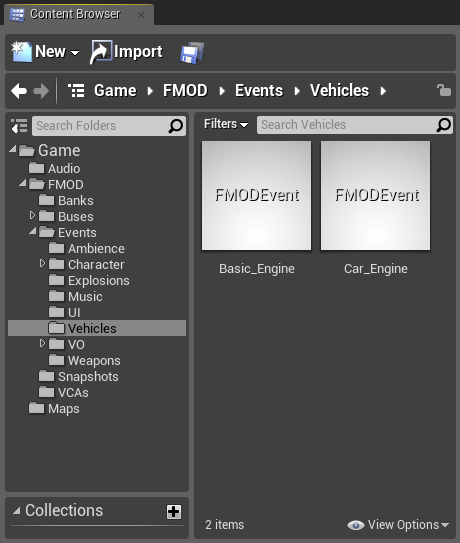 Content Browser
New Import
Game FMOD Events Vehicles
Search Folders
Game
Audio
FMOD
Banks
Buses
Events
Ambience
Character
Explosions
Music
UI
Vehicles
VO
Weapons
Snapshots
VCAs
Maps
Collections
Filters Search Vehicles
FMODEvent FMODEvent
Basic_Engine Car_Engine
2 items View Options